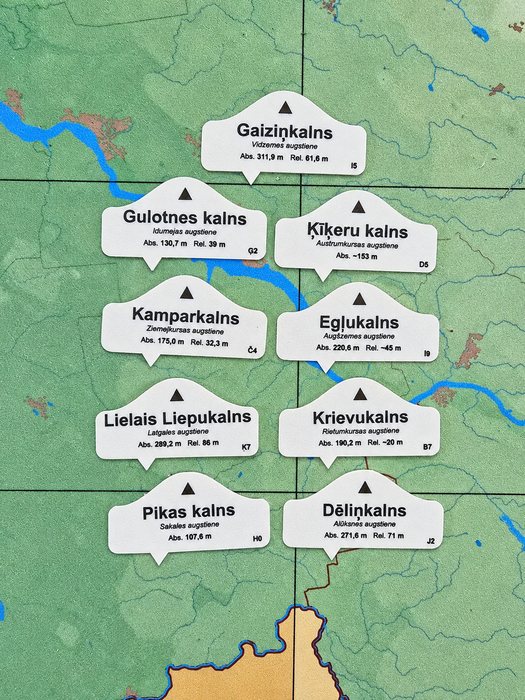 Gaiziņkalns
Vidzemes augstiene
Abs. 311,9 m Rel. 61,6 m
I5
Gulotnes kalns
Idumejas augstiene
Abs. 130,7 m Rel. 39 m
G2
Ķīķeru kalns
Austrumkursas augstiene
Abs. ~153 m
D5
Kamparkalns
Ziemeļkursas augstiene
Abs. 175,0 m Rel. 32,3 m
Č4
Egļukalns
Augšzemes augstiene
Abs. 220,6 m Rel. ~45 m
I9
Lielais Liepukalns
Latgales augstiene
Abs. 289,2 m Rel. 86 m
Ķ7
Krievukalns
Rietumkursas augstiene
Abs. 190,2 m Rel. ~20 m
B7
Pikas kalns
Sakales augstiene
Abs. 107,6 m
H0
Dēliņkalns
Alūksnes augstiene
Abs. 271,6 m Rel. 71 m
J2